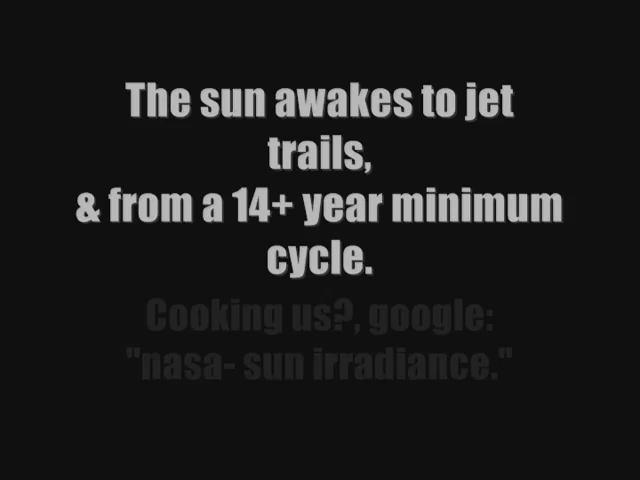 The sun awakes to jet
trails,
& from a 14+ year minimum
cycle.
Cooking us?, google:
"nasa- sun irradiance."